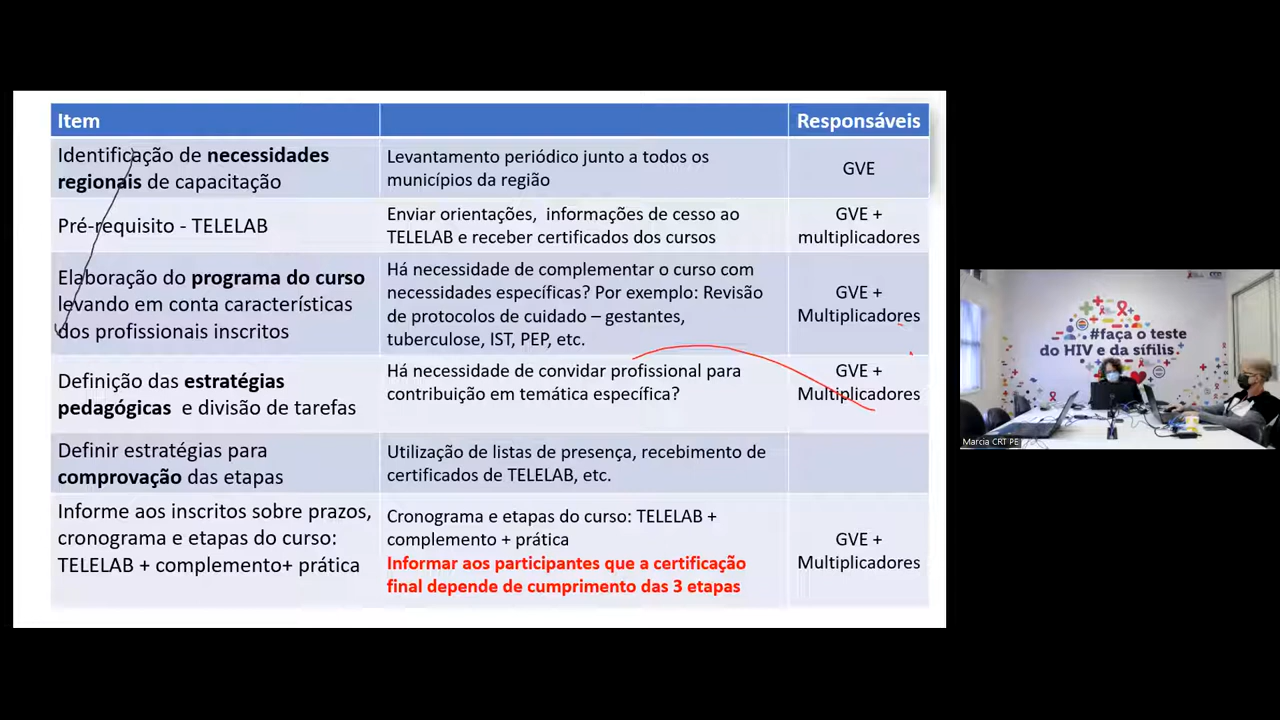 Item
Responsáveis
Identificação de necessidades
regionais de capacitação
Levantamento periódico junto a todos os
municípios da região
GVE
Pré-requisito - TELELAB
Enviar orientações, informações de cesso ao
TELELAB e receber certificados dos cursos
GVE +
multiplicadores
Elaboração do programa do curso
levando em conta características
dos profissionais inscritos
Há necessidade de complementar o curso com
necessidades específicas? Por exemplo: Revisão
de protocolos de cuidado – gestantes,
tuberculose, IST, PEP, etc.
GVE +
Multiplicadores
Definição das estratégias
pedagógicas e divisão de tarefas
Há necessidade de convidar profissional para
contribuição em temática específica?
GVE +
Multiplicadores
Definir estratégias para
comprovação das etapas
Utilização de listas de presença, recebimento de
certificados de TELELAB, etc.
Informe aos inscritos sobre prazos,
cronograma e etapas do curso:
TELELAB + complemento+ prática
Cronograma e etapas do curso: TELELAB +
complemento + prática
Informar aos participantes que a certificação
final depende de cumprimento das 3 etapas
GVE +
Multiplicadores
#faça o teste
do HIV e da sífilis.
Marcia CRT PE